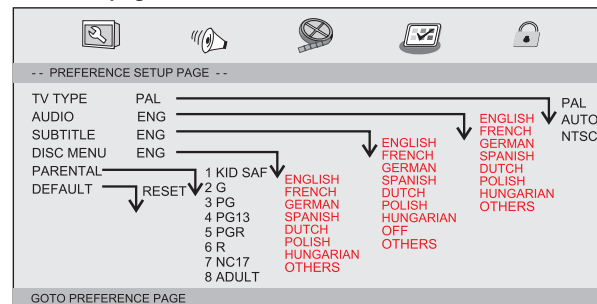 -- PREFERENCE SETUP PAGE --
TV TYPE PAL
AUDIO ENG
SUBTITLE ENG
DISC MENU ENG
PARENTAL
DEFAULT RESET
1 KID SAF
2 G
3 PG
4 PG13
5 PGR
6 R
7 NC17
8 ADULT
ENGLISH
FRENCH
GERMAN
SPANISH
DUTCH
POLISH
HUNGARIAN
OTHERS
ENGLISH
FRENCH
GERMAN
SPANISH
DUTCH
POLISH
HUNGARIAN
OFF
OTHERS
ENGLISH
FRENCH
GERMAN
SPANISH
DUTCH
POLISH
HUNGARIAN
OTHERS
PAL
AUTO
NTSC
GOTO PREFERENCE PAGE